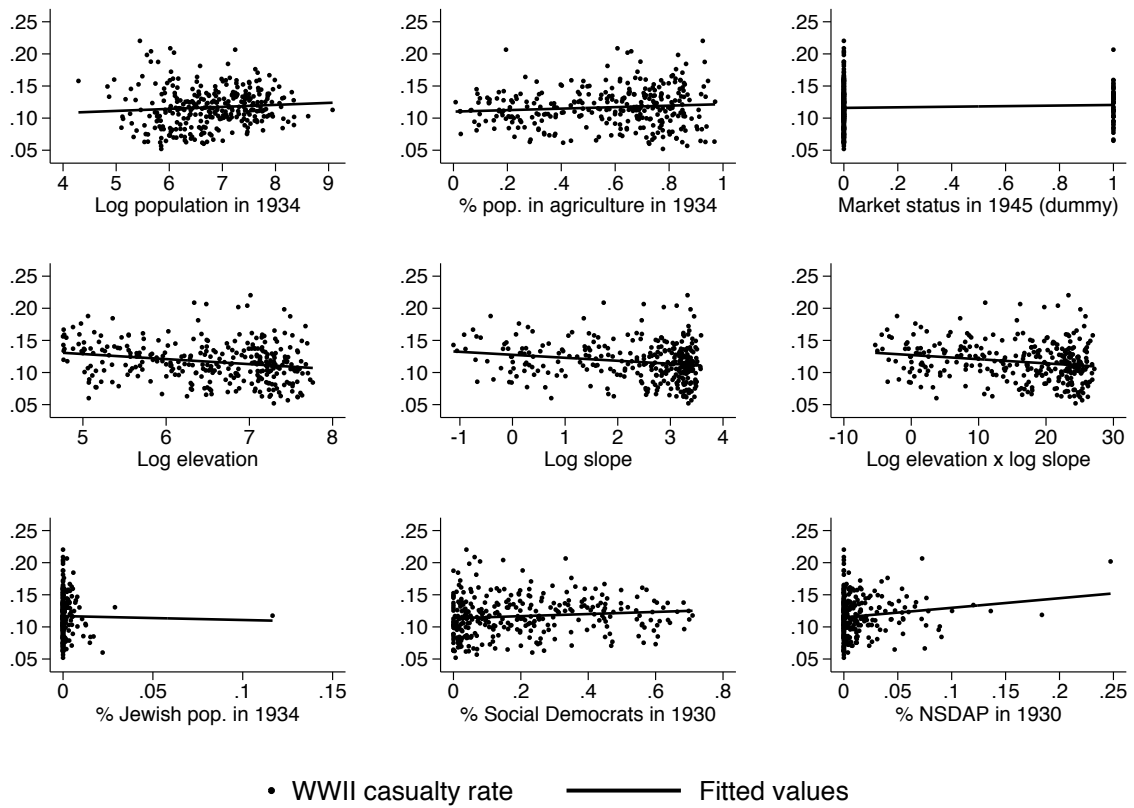 .25
.20
.15
.10
.05
4 5 6 7 8 9
Log population in 1934
.25
.20
.15
.10
.05
0 .2 .4 .6 .8 1
% pop. in agriculture in 1934
.25
.20
.15
.10
.05
0 .2 .4 .6 .8 1
Market status in 1945 (dummy)
.25
.20
.15
.10
.05
5 6 7 8
Log elevation
.25
.20
.15
.10
.05
-1 0 1 2 3 4
Log slope
.25
.20
.15
.10
.05
-10 0 10 20 30
Log elevation x log slope
.25
.20
.15
.10
.05
0 .05 .1 .15
% Jewish pop. in 1934
.25
.20
.15
.10
.05
0 .2 .4 .6 .8
% Social Democrats in 1930
.25
.20
.15
.10
.05
0 .05 .1 .15 .20 .25
% NSDAP in 1930
WWII casualty rate Fitted values